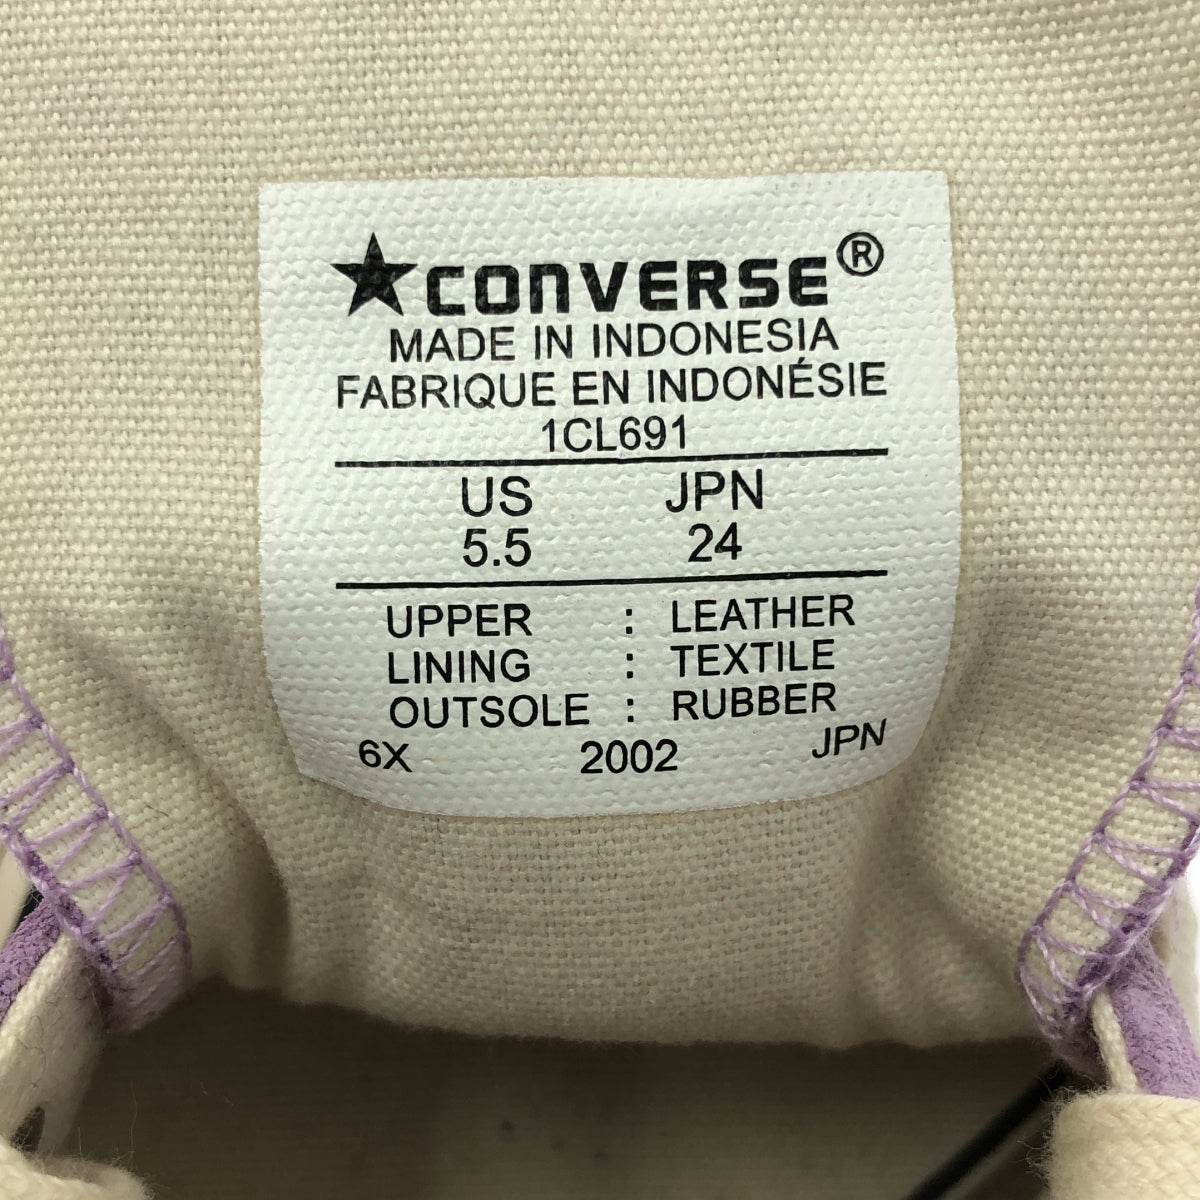 CONVERSE®
MADE IN INDONESIA
FABRIQUE EN INDONÉSIE
1CL691
US JPN
5.5 24
UPPER : LEATHER
LINING : TEXTILE
OUTSOLE : RUBBER
6X 2002 JPN